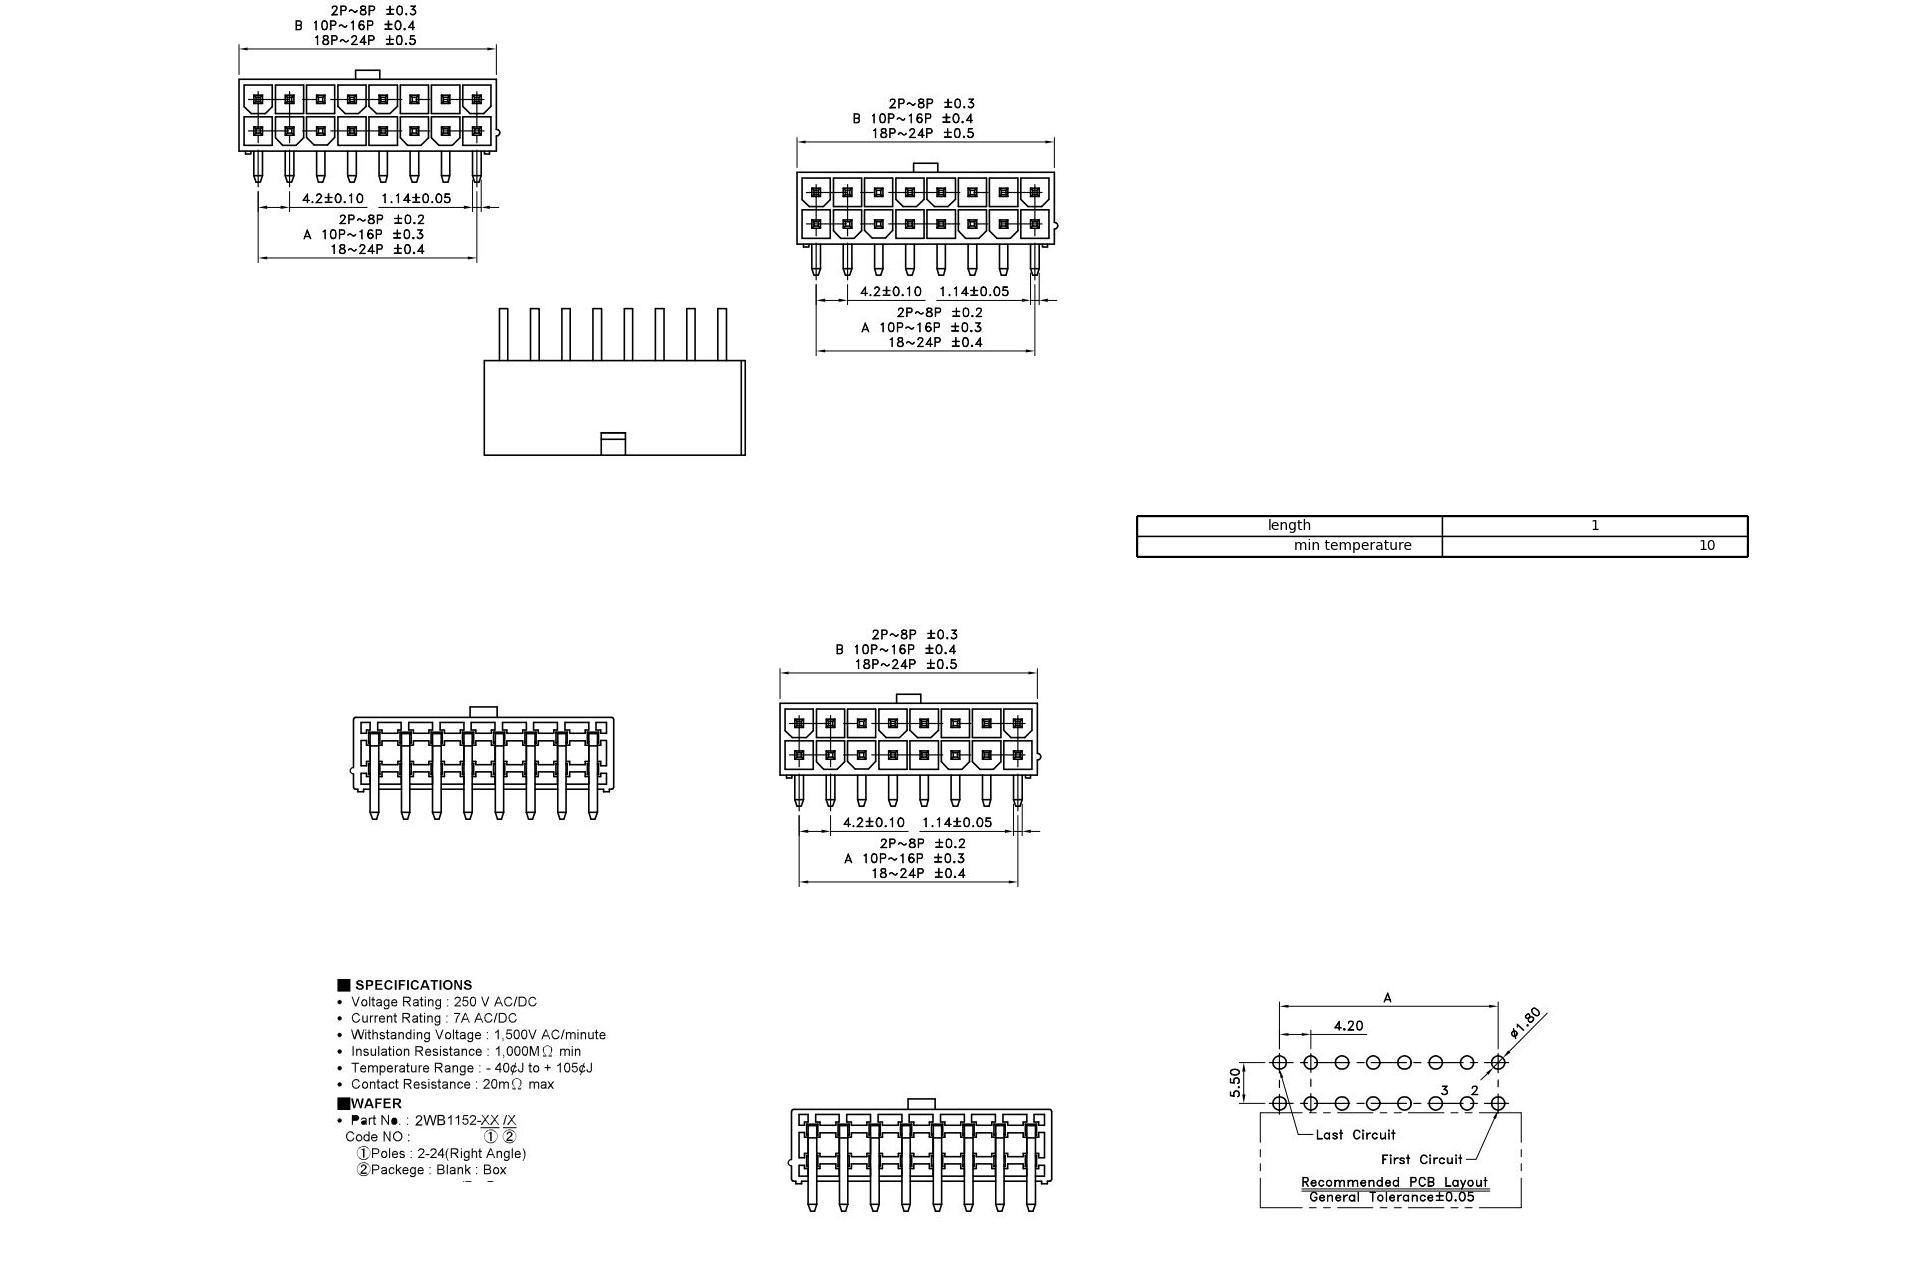 2P~8P ±0.3
B 10P~16P ±0.4
18P~24P ±0.5
4.2±0.10 1.14±0.05
2P~8P ±0.2
A 10P~16P ±0.3
18~24P ±0.4
2P~8P ±0.3
B 10P~16P ±0.4
18P~24P ±0.5
4.2±0.10 1.14±0.05
2P~8P ±0.2
A 10P~16P ±0.3
18~24P ±0.4
length 1
min temperature 10
2P~8P ±0.3
B 10P~16P ±0.4
18P~24P ±0.5
4.2±0.10 1.14±0.05
2P~8P ±0.2
A 10P~16P ±0.3
18~24P ±0.4
■ SPECIFICATIONS
• Voltage Rating : 250 V AC/DC
• Current Rating : 7A AC/DC
• Withstanding Voltage : 1,500V AC/minute
• Insulation Resistance : 1,000MΩ min
• Temperature Range : - 40¢J to + 105¢J
• Contact Resistance : 20mΩ max
■WAFER
• Part No. : 2WB1152-XX /X
Code NO : ① ②
①Poles : 2-24(Right Angle)
②Packege : Blank : Box
A
4.20
ø1.80
5.50
3 2
Last Circuit
First Circuit
Recommended PCB Layout
General Tolerance±0.05